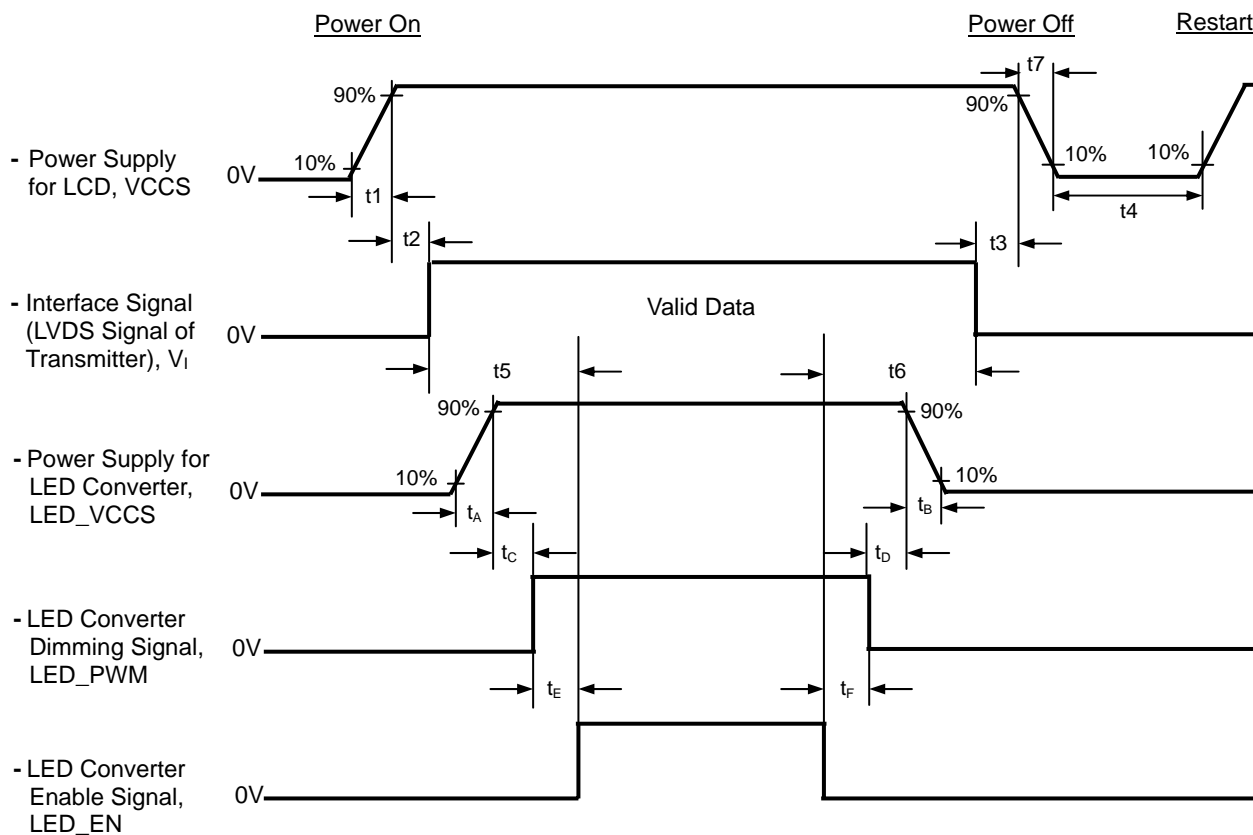 Power On
Power Off
Restart
t7
90%
90%
10%
10%
10%
- Power Supply
for LCD, VCCS
0V
t1
t4
t2
t3
- Interface Signal
(LVDS Signal of
Transmitter), VI
0V
Valid Data
t5
t6
90%
90%
- Power Supply for
LED Converter,
LED_VCCS
0V
10%
10%
tA
tB
tC
tD
- LED Converter
Dimming Signal,
LED_PWM
0V
tE
tF
- LED Converter
Enable Signal,
LED_EN
0V